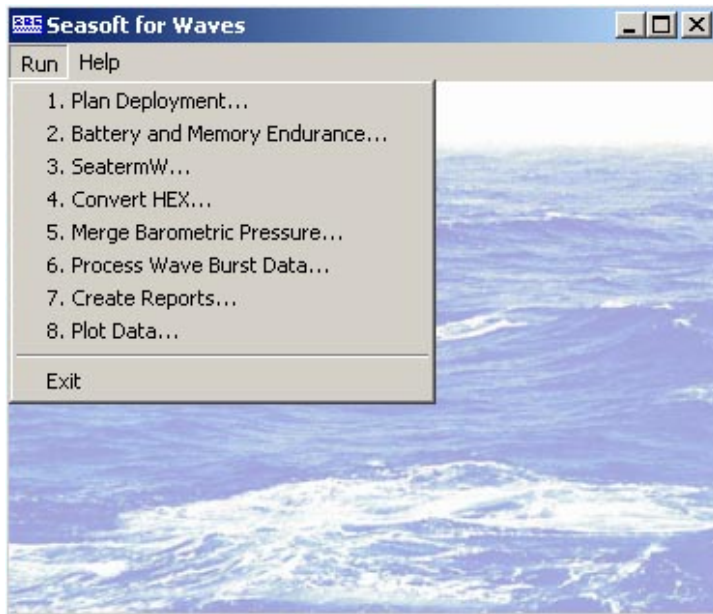 SBE Seasoft for Waves
Run Help
1. Plan Deployment...
2. Battery and Memory Endurance...
3. SeatermW...
4. Convert HEX...
5. Merge Barometric Pressure...
6. Process Wave Burst Data...
7. Create Reports...
8. Plot Data...
Exit